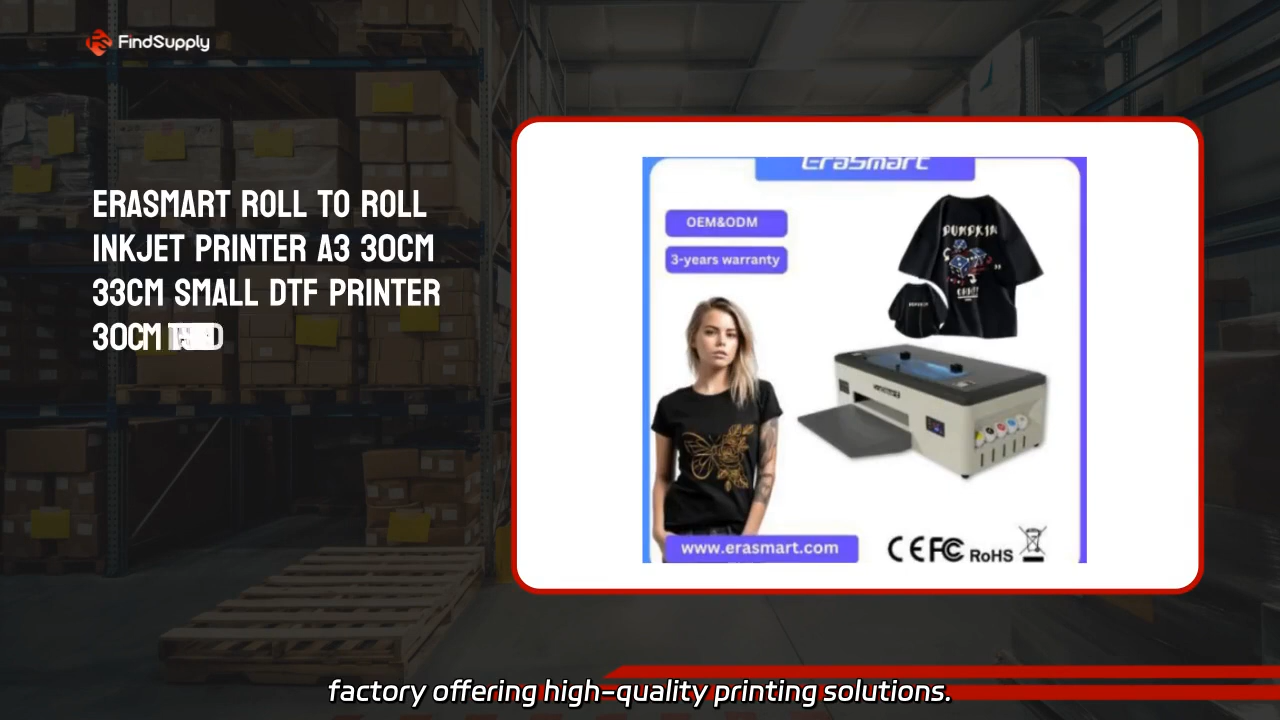 FindSupply
ERASMART ROLL TO ROLL
INKJET PRINTER A3 30CM
33CM SMALL DTF PRINTER
30CM
Erasmart
OEM&ODM
3-years warranty
PUMPKIN
www.erasmart.com
CE FC RoHS
factory offering high-quality printing solutions.